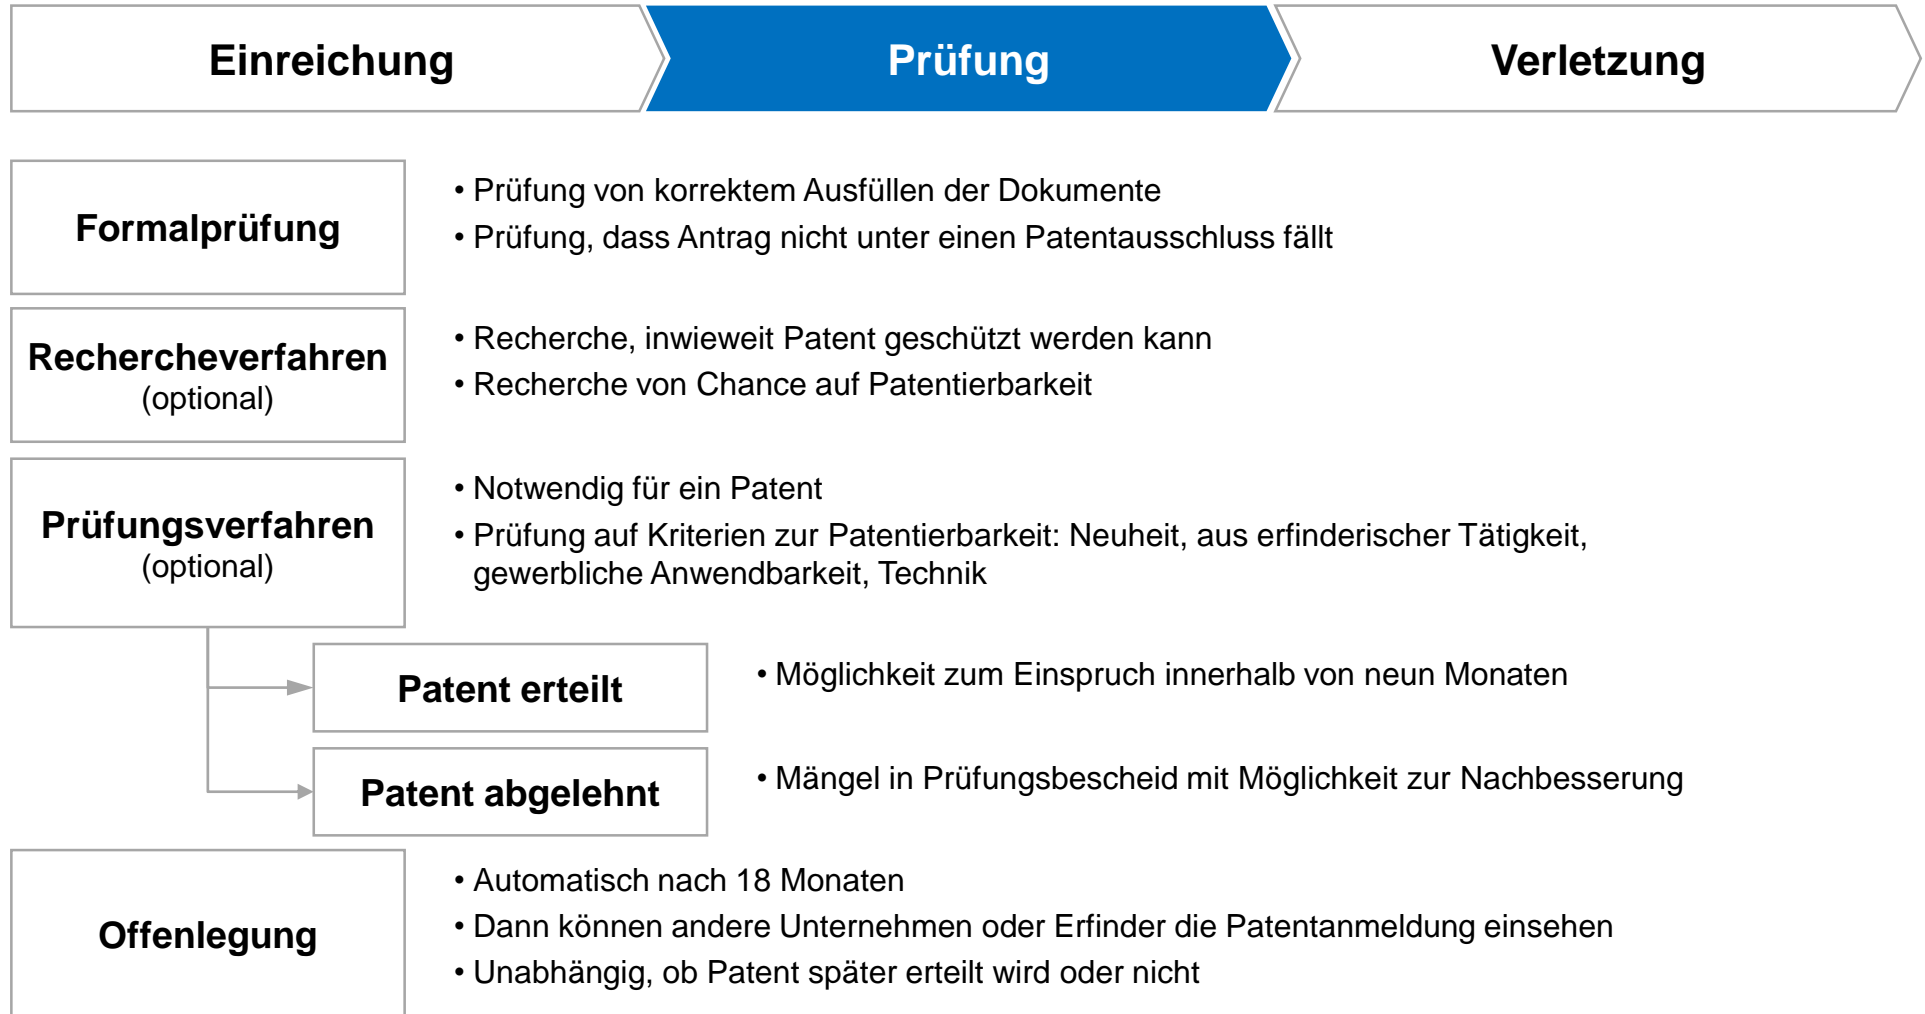 Einreichung
Prüfung
Verletzung
Formalprüfung
• Prüfung von korrektem Ausfüllen der Dokumente
• Prüfung, dass Antrag nicht unter einen Patentausschluss fällt
Rechercheverfahren
(optional)
• Recherche, inwieweit Patent geschützt werden kann
• Recherche von Chance auf Patentierbarkeit
Prüfungsverfahren
(optional)
• Notwendig für ein Patent
• Prüfung auf Kriterien zur Patentierbarkeit: Neuheit, aus erfinderischer Tätigkeit,
gewerbliche Anwendbarkeit, Technik
Patent erteilt
• Möglichkeit zum Einspruch innerhalb von neun Monaten
Patent abgelehnt
• Mängel in Prüfungsbescheid mit Möglichkeit zur Nachbesserung
Offenlegung
• Automatisch nach 18 Monaten
• Dann können andere Unternehmen oder Erfinder die Patentanmeldung einsehen
• Unabhängig, ob Patent später erteilt wird oder nicht